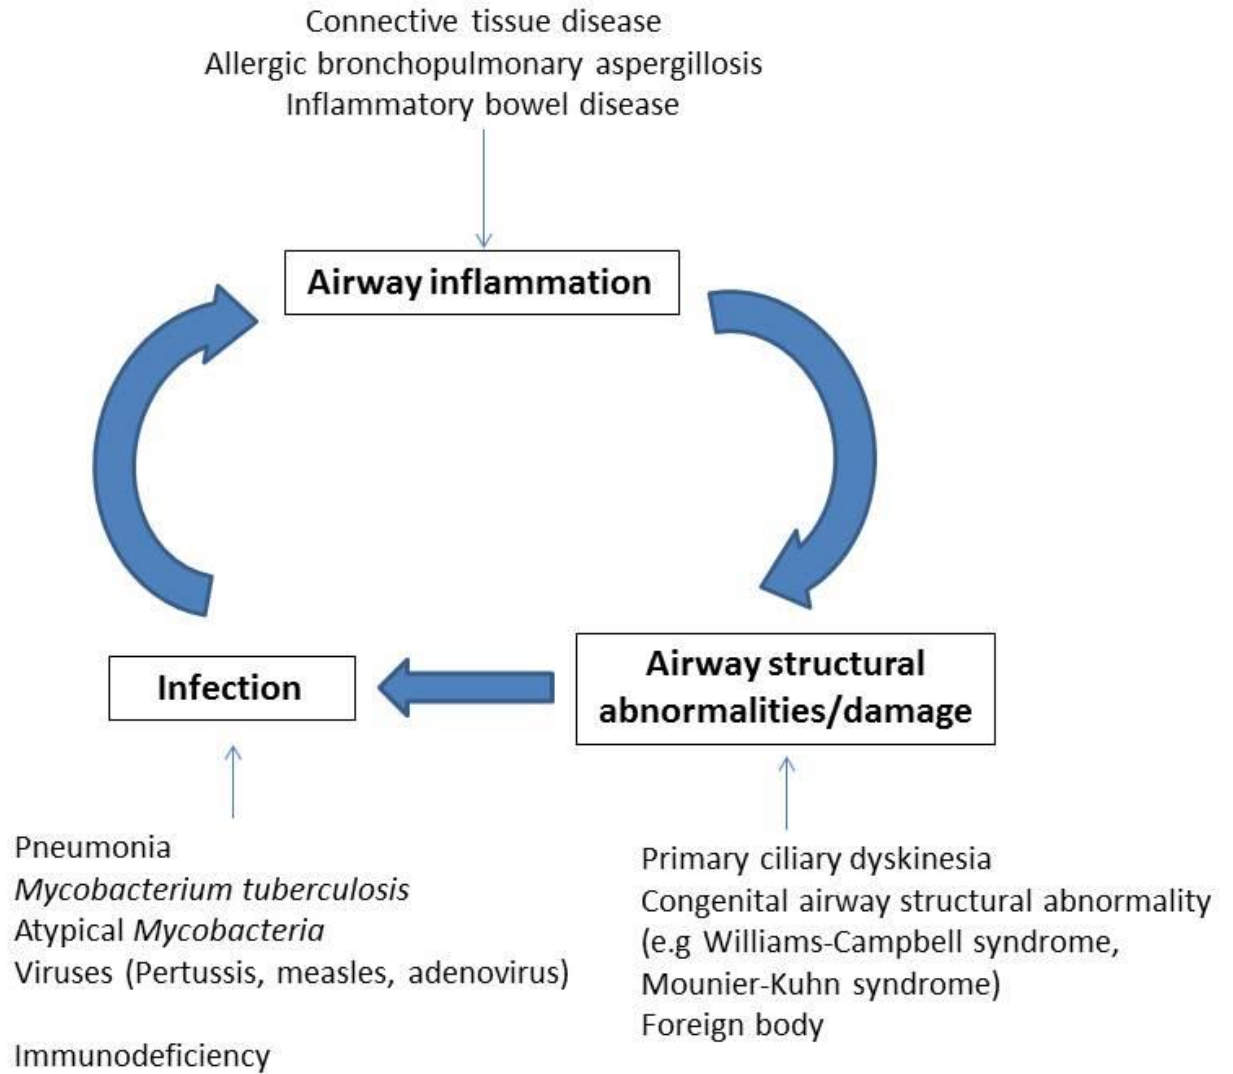 Connective tissue disease
Allergic bronchopulmonary aspergillosis
Inflammatory bowel disease
Airway inflammation
Airway structural
abnormalities/damage
Infection
Pneumonia
Mycobacterium tuberculosis
Atypical Mycobacteria
Viruses (Pertussis, measles, adenovirus)
Immunodeficiency
Primary ciliary dyskinesia
Congenital airway structural abnormality
(e.g Williams-Campbell syndrome,
Mounier-Kuhn syndrome)
Foreign body